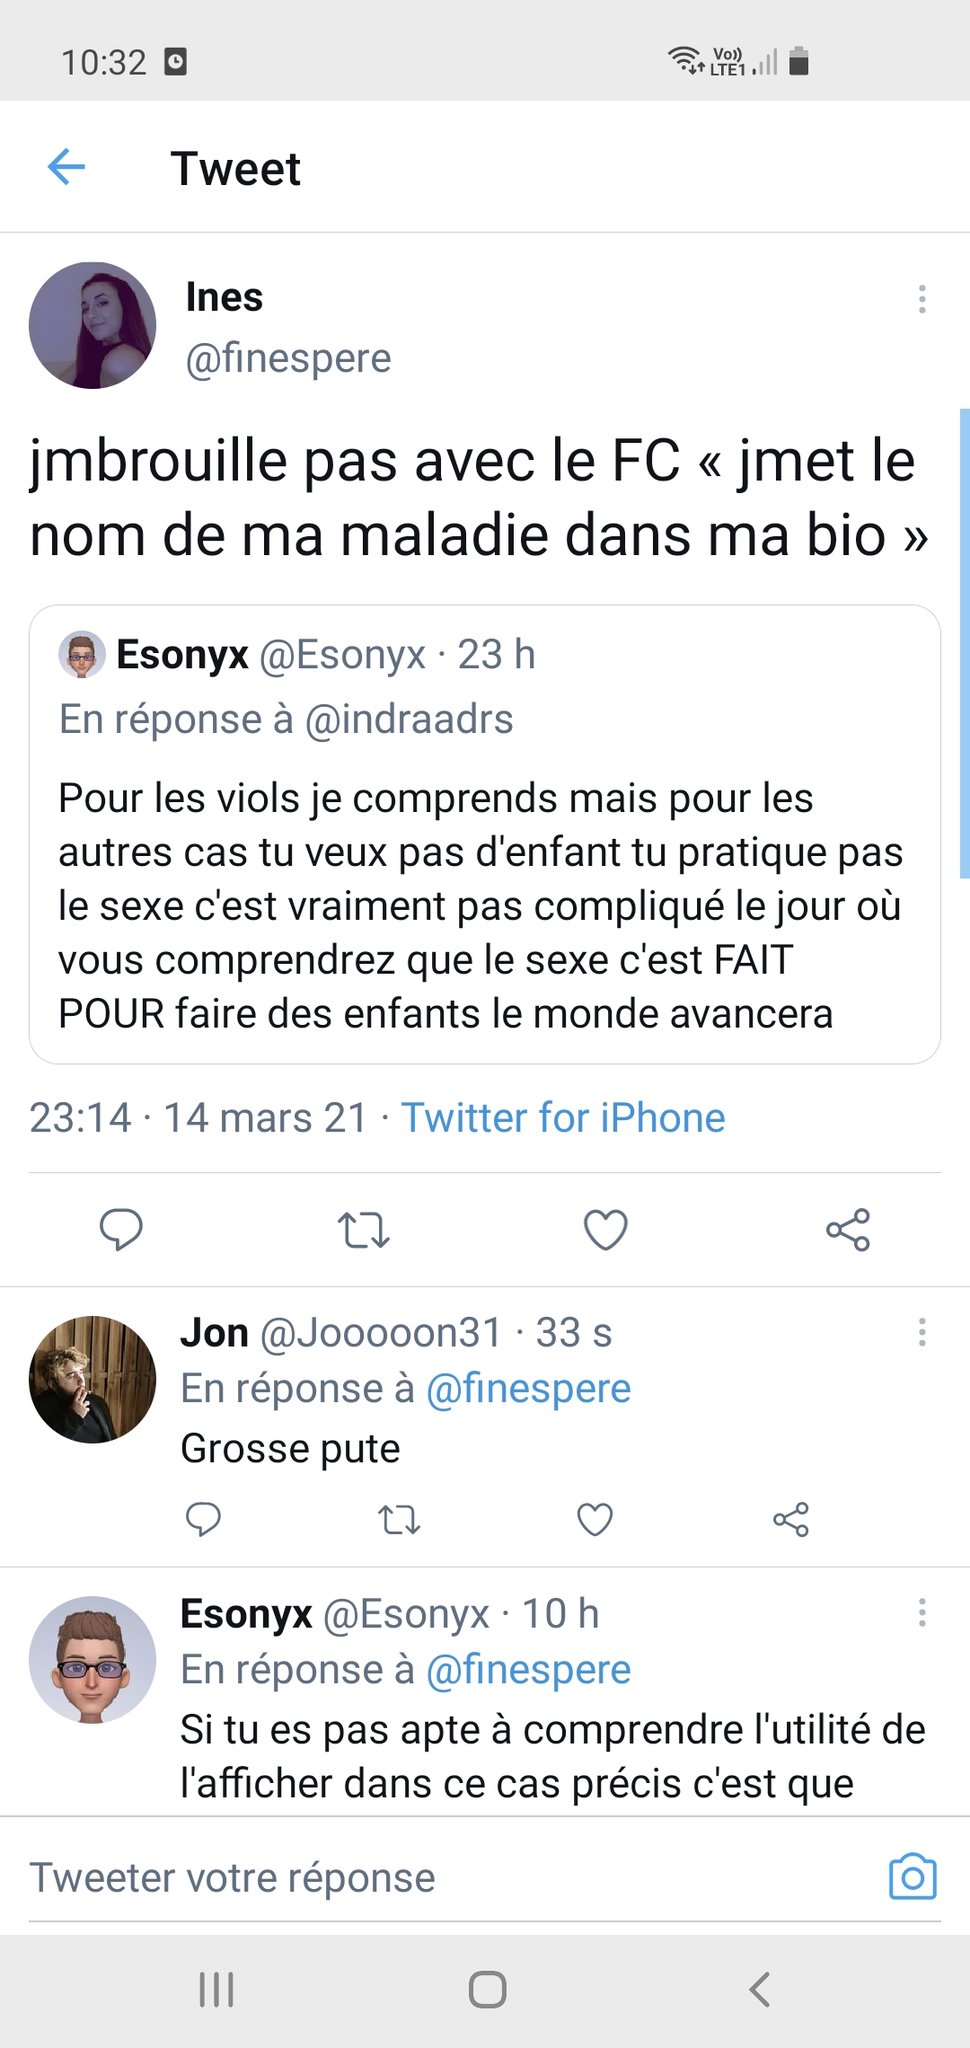 10:32
Vo))
LTE1
Tweet
Ines
@finespere
jmbrouille pas avec le FC « jmet le
nom de ma maladie dans ma bio »
Esonyx @Esonyx · 23 h
En réponse à @indraadrs
Pour les viols je comprends mais pour les
autres cas tu veux pas d'enfant tu pratique pas
le sexe c'est vraiment pas compliqué le jour où
vous comprendrez que le sexe c'est FAIT
POUR faire des enfants le monde avancera
23:14 · 14 mars 21 · Twitter for iPhone
Jon @Jooooon31 · 33 s
En réponse à @finespere
Grosse pute
Esonyx @Esonyx · 10 h
En réponse à @finespere
Si tu es pas apte à comprendre l'utilité de
l'afficher dans ce cas précis c'est que
Tweeter votre réponse